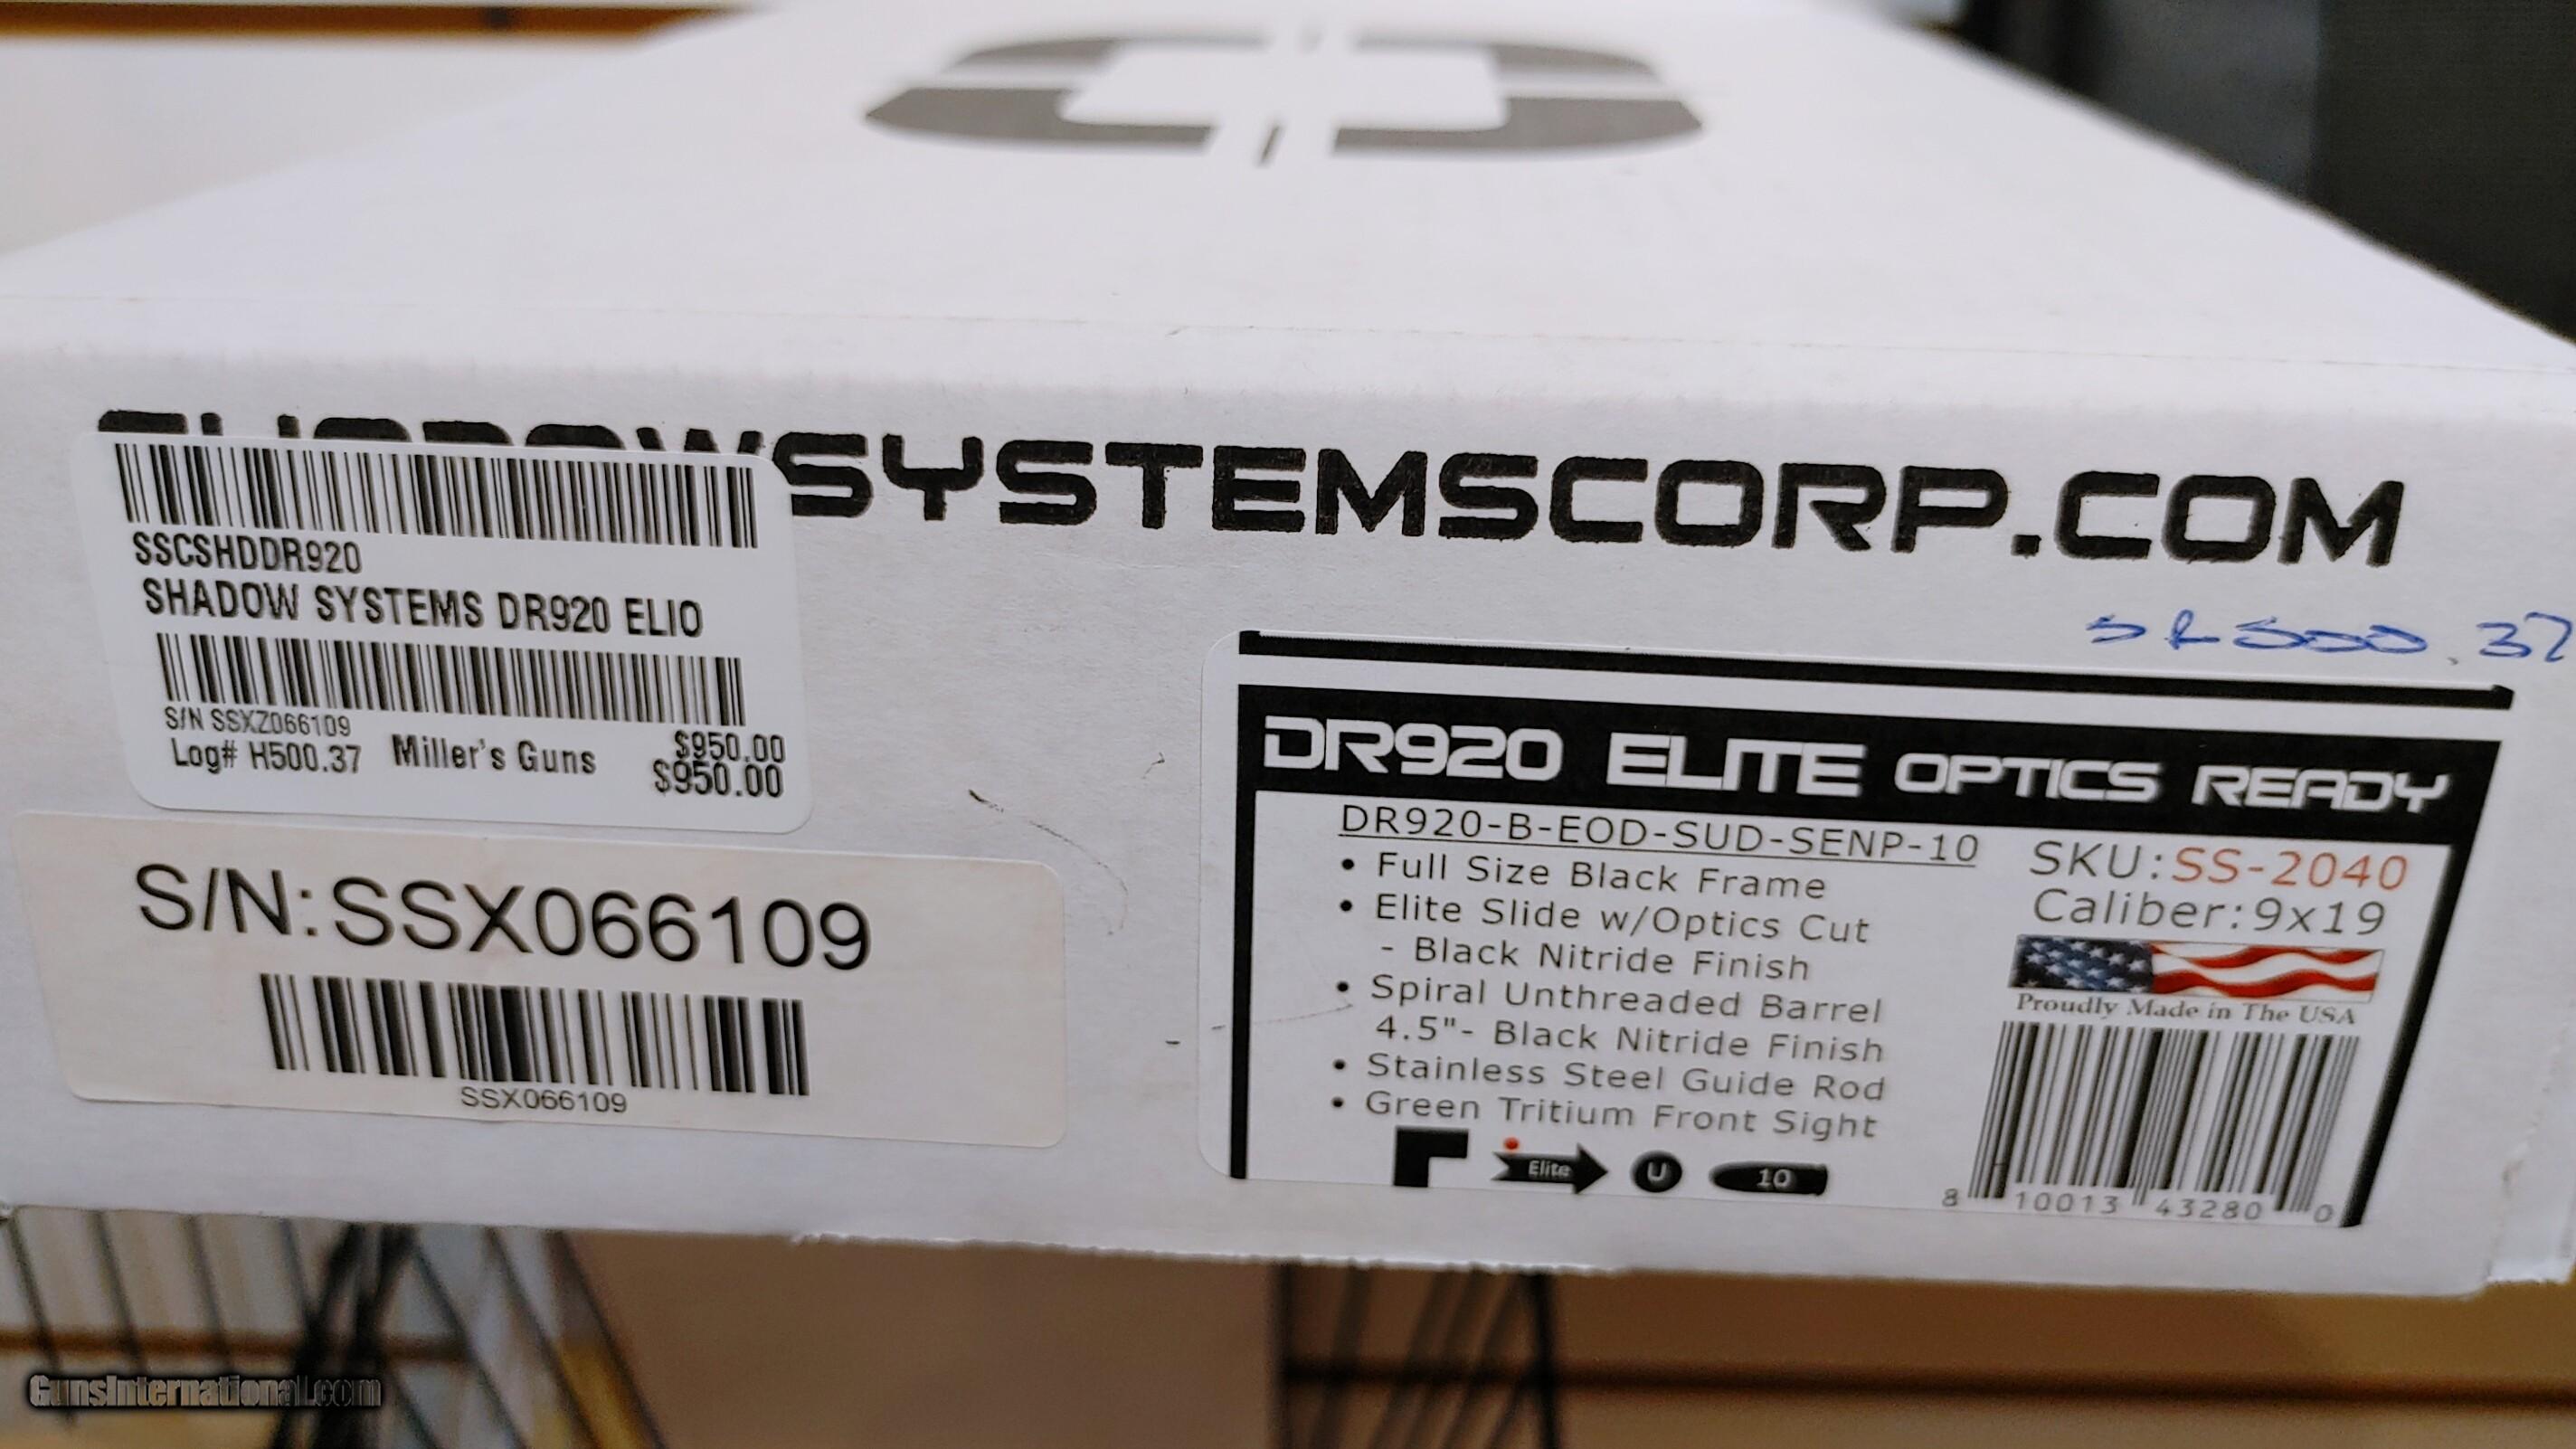 SYSTEMSCORP.COM
SSCSHDDR920
SHADOW SYSTEMS DR920 ELIO
S/N SSXZ066109
$950.00
Log# H500.37 Miller's Guns $950.00
S/N:SSX066109
SSX066109
DR920 ELITE OPTICS READY
DR920-B-EOD-SUD-SENP-10
• Full Size Black Frame
• Elite Slide w/Optics Cut
- Black Nitride Finish
• Spiral Unthreaded Barrel
4.5"- Black Nitride Finish
• Stainless Steel Guide Rod
• Green Tritium Front Sight
Elite U 10
SKU:SS-2040
Caliber:9x19
Proudly Made in The USA
8 10013 43280 0
GunsInternational.com